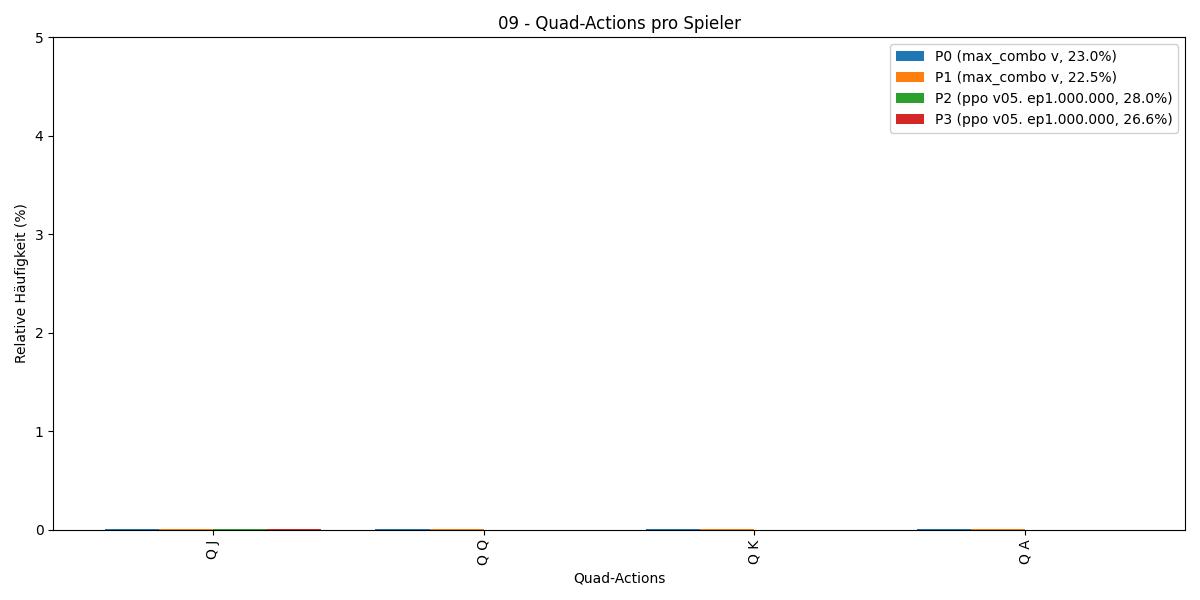 09 - Quad-Actions pro Spieler
5
4
3
2
1
0
Relative Häufigkeit (%)
P0 (max_combo v, 23.0%)
P1 (max_combo v, 22.5%)
P2 (ppo v05. ep1.000.000, 28.0%)
P3 (ppo v05. ep1.000.000, 26.6%)
Q J
Q Q
Q K
Q A
Quad-Actions